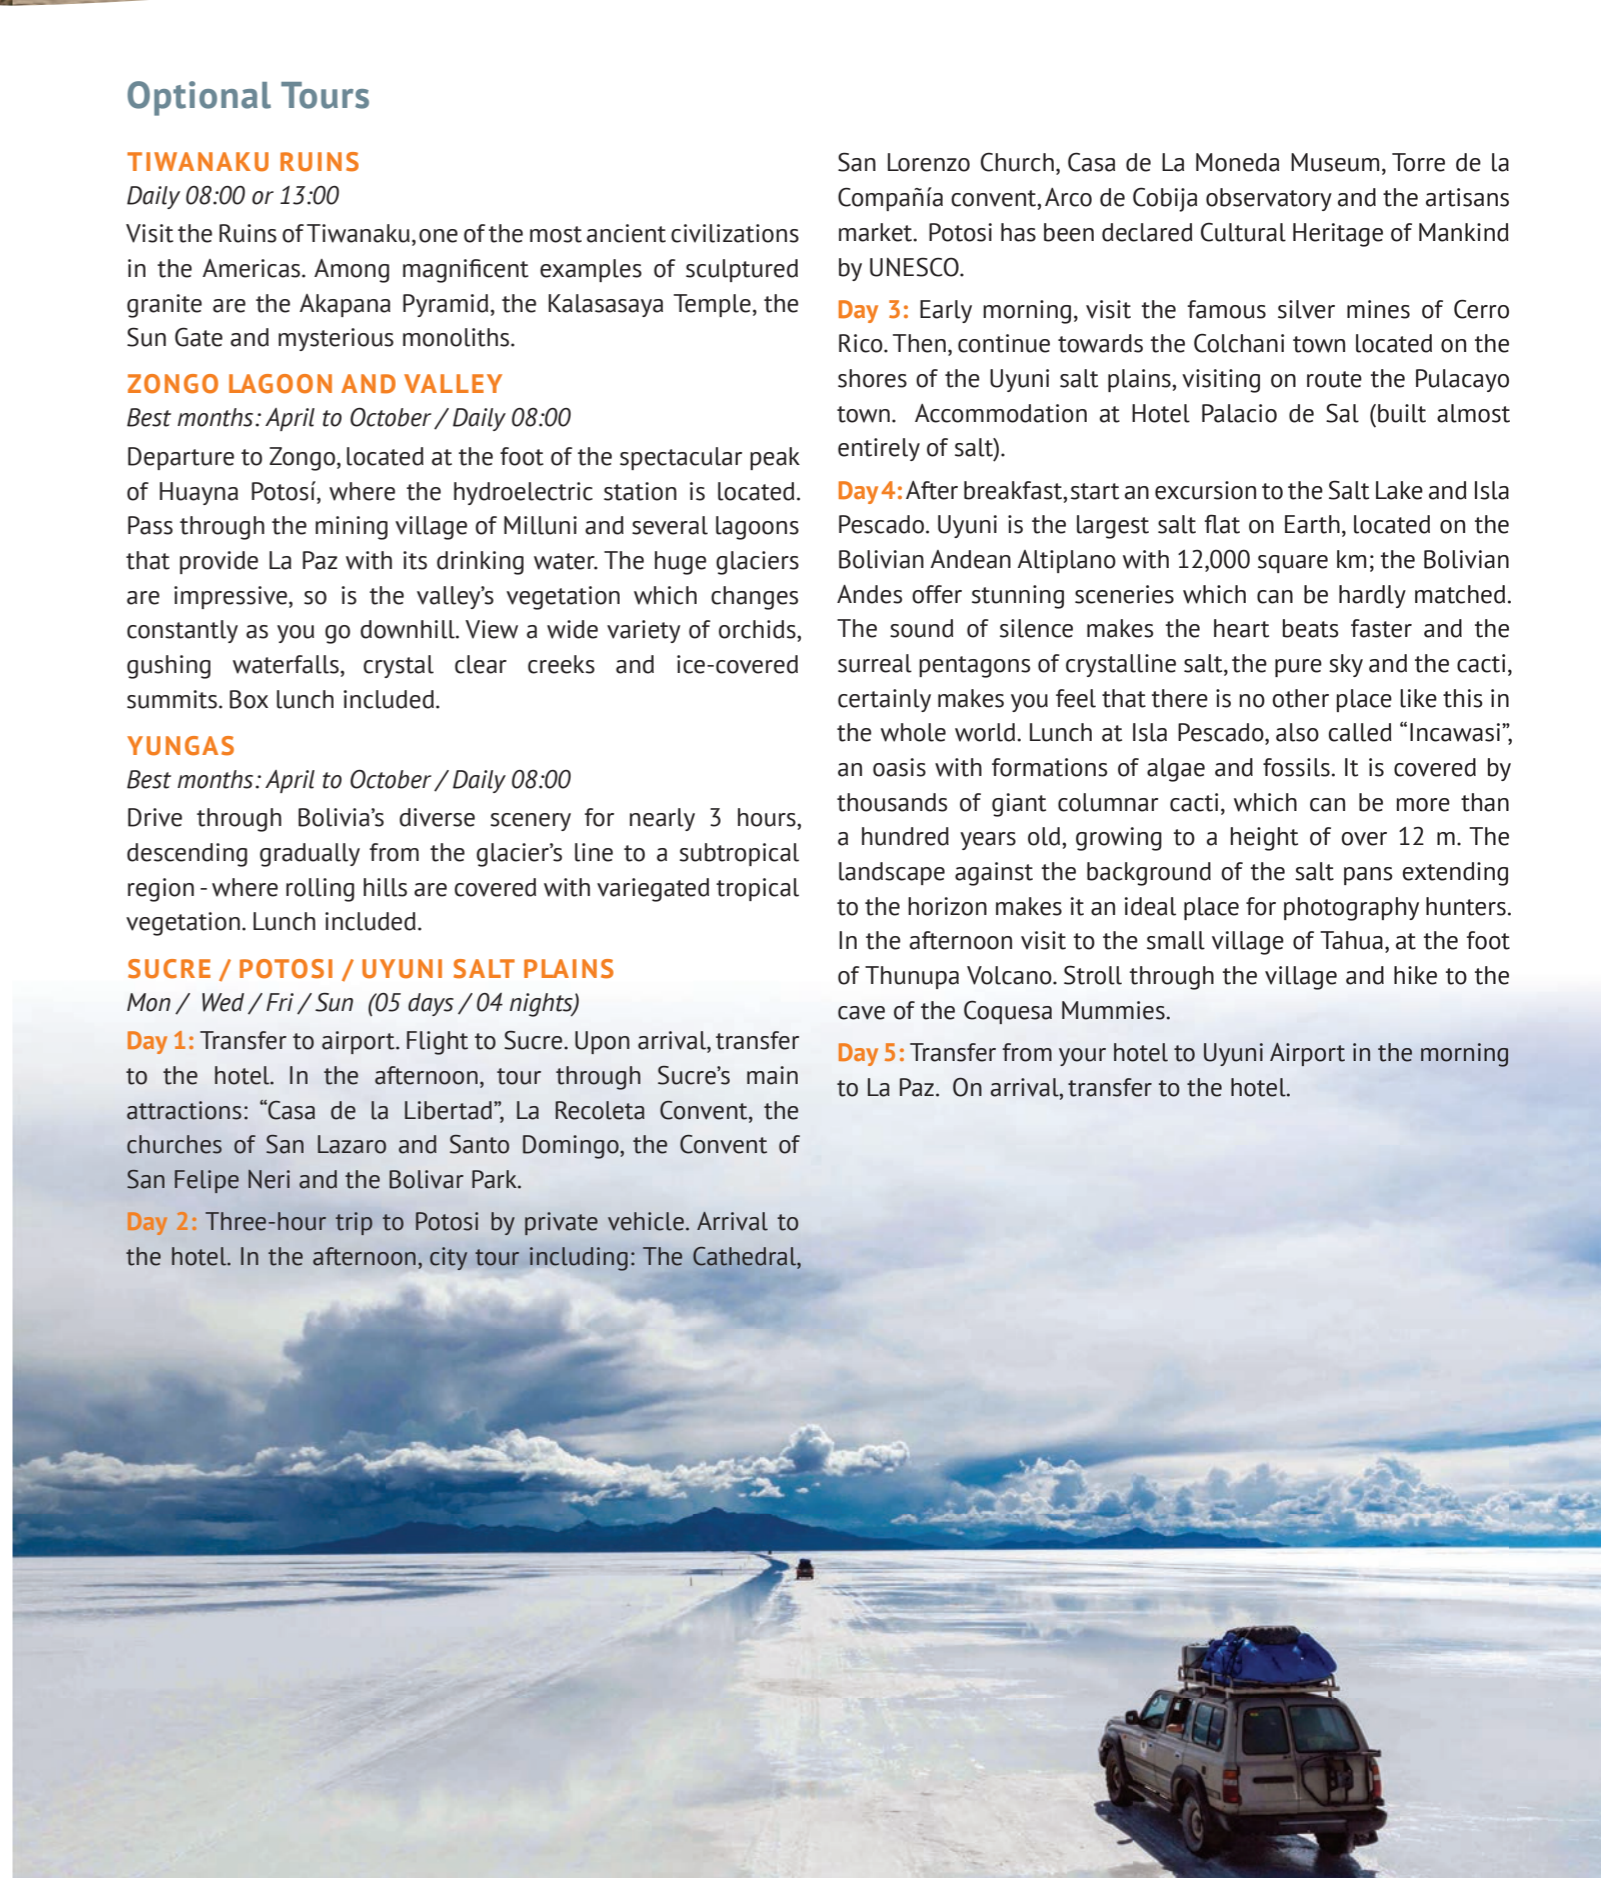 Optional Tours
TIWANAKU RUINS
Daily 08:00 or 13:00
Visit the Ruins of Tiwanaku, one of the most ancient civilizations
in the Americas. Among magnificent examples of sculptured
granite are the Akapana Pyramid, the Kalasasaya Temple, the
Sun Gate and mysterious monoliths.
ZONGO LAGOON AND VALLEY
Best months: April to October / Daily 08:00
Departure to Zongo, located at the foot of the spectacular peak
of Huayna Potosí, where the hydroelectric station is located.
Pass through the mining village of Milluni and several lagoons
that provide La Paz with its drinking water. The huge glaciers
are impressive, so is the valley’s vegetation which changes
constantly as you go downhill. View a wide variety of orchids,
gushing waterfalls, crystal clear creeks and ice-covered
summits. Box lunch included.
YUNGAS
Best months: April to October / Daily 08:00
Drive through Bolivia’s diverse scenery for nearly 3 hours,
descending gradually from the glacier’s line to a subtropical
region - where rolling hills are covered with variegated tropical
vegetation. Lunch included.
SUCRE / POTOSI / UYUNI SALT PLAINS
Mon / Wed / Fri / Sun (05 days / 04 nights)
Day 1: Transfer to airport. Flight to Sucre. Upon arrival, transfer
to the hotel. In the afternoon, tour through Sucre’s main
attractions: “Casa de la Libertad”, La Recoleta Convent, the
churches of San Lazaro and Santo Domingo, the Convent of
San Felipe Neri and the Bolivar Park.
Day 2: Three-hour trip to Potosi by private vehicle. Arrival to
the hotel. In the afternoon, city tour including: The Cathedral,
San Lorenzo Church, Casa de La Moneda Museum, Torre de la
Compañía convent, Arco de Cobija observatory and the artisans
market. Potosi has been declared Cultural Heritage of Mankind
by UNESCO.
Day 3: Early morning, visit the famous silver mines of Cerro
Rico. Then, continue towards the Colchani town located on the
shores of the Uyuni salt plains, visiting on route the Pulacayo
town. Accommodation at Hotel Palacio de Sal (built almost
entirely of salt).
Day 4: After breakfast, start an excursion to the Salt Lake and Isla
Pescado. Uyuni is the largest salt flat on Earth, located on the
Bolivian Andean Altiplano with 12,000 square km; the Bolivian
Andes offer stunning sceneries which can be hardly matched.
The sound of silence makes the heart beats faster and the
surreal pentagons of crystalline salt, the pure sky and the cacti,
certainly makes you feel that there is no other place like this in
the whole world. Lunch at Isla Pescado, also called “Incawasi”,
an oasis with formations of algae and fossils. It is covered by
thousands of giant columnar cacti, which can be more than
a hundred years old, growing to a height of over 12 m. The
landscape against the background of the salt pans extending
to the horizon makes it an ideal place for photography hunters.
In the afternoon visit to the small village of Tahua, at the foot
of Thunupa Volcano. Stroll through the village and hike to the
cave of the Coquesa Mummies.
Day 5: Transfer from your hotel to Uyuni Airport in the morning
to La Paz. On arrival, transfer to the hotel.